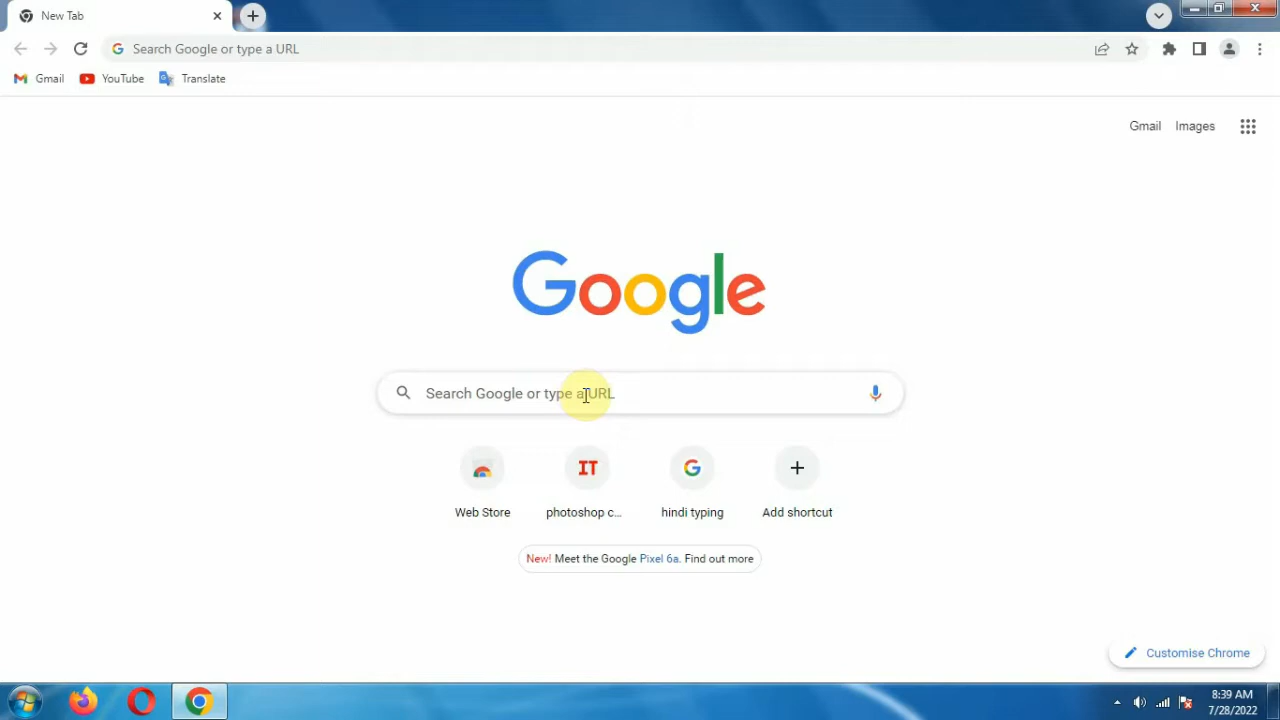 New Tab
Search Google or type a URL
Gmail YouTube Translate
Gmail Images
Google
Search Google or type a URL
IT
Web Store photoshop c... hindi typing Add shortcut
New! Meet the Google Pixel 6a. Find out more
Customise Chrome
8:39 AM
7/28/2022